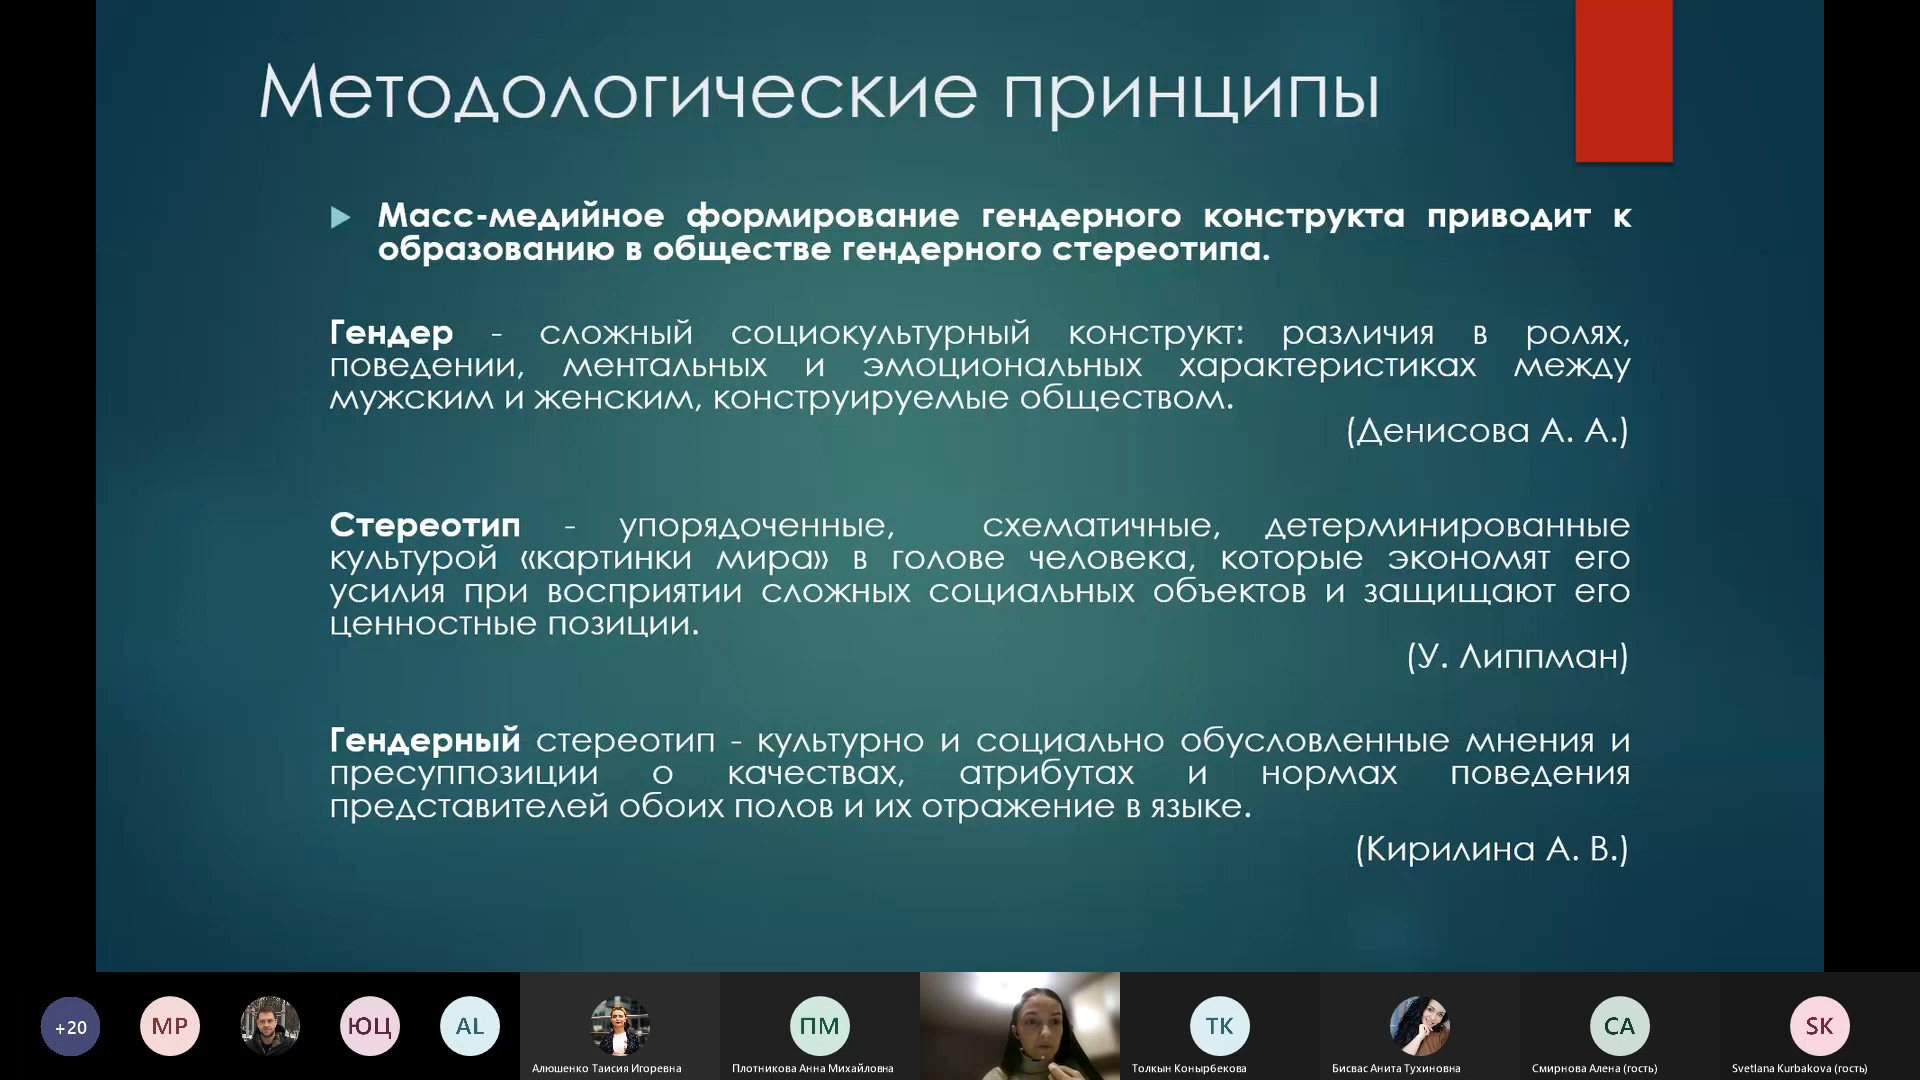 Методологические принципы
Масс-медийное формирование гендерного конструкта приводит к
образованию в обществе гендерного стереотипа.
Гендер - сложный социокультурный конструкт: различия в ролях,
поведении, ментальных и эмоциональных характеристиках между
мужским и женским, конструируемые обществом.
(Денисова А. А.)
Стереотип - упорядоченные, схематичные, детерминированные
культурой «картинки мира» в голове человека, которые экономят его
усилия при восприятии сложных социальных объектов и защищают его
ценностные позиции.
(У. Липпман)
Гендерный стереотип - культурно и социально обусловленные мнения и
пресуппозиции о качествах, атрибутах и нормах поведения
представителей обоих полов и их отражение в языке.
(Кирилина А. В.)
+20
МР
ЮЦ
AL
ПМ
ТК
СА
SK
Алюшенко Таисия Игоревна
Плотникова Анна Михайловна
Толкын Конырбекова
Бисвас Анита Тухиновна
Смирнова Алена (гость)
Svetlana Kurbakova (гость)